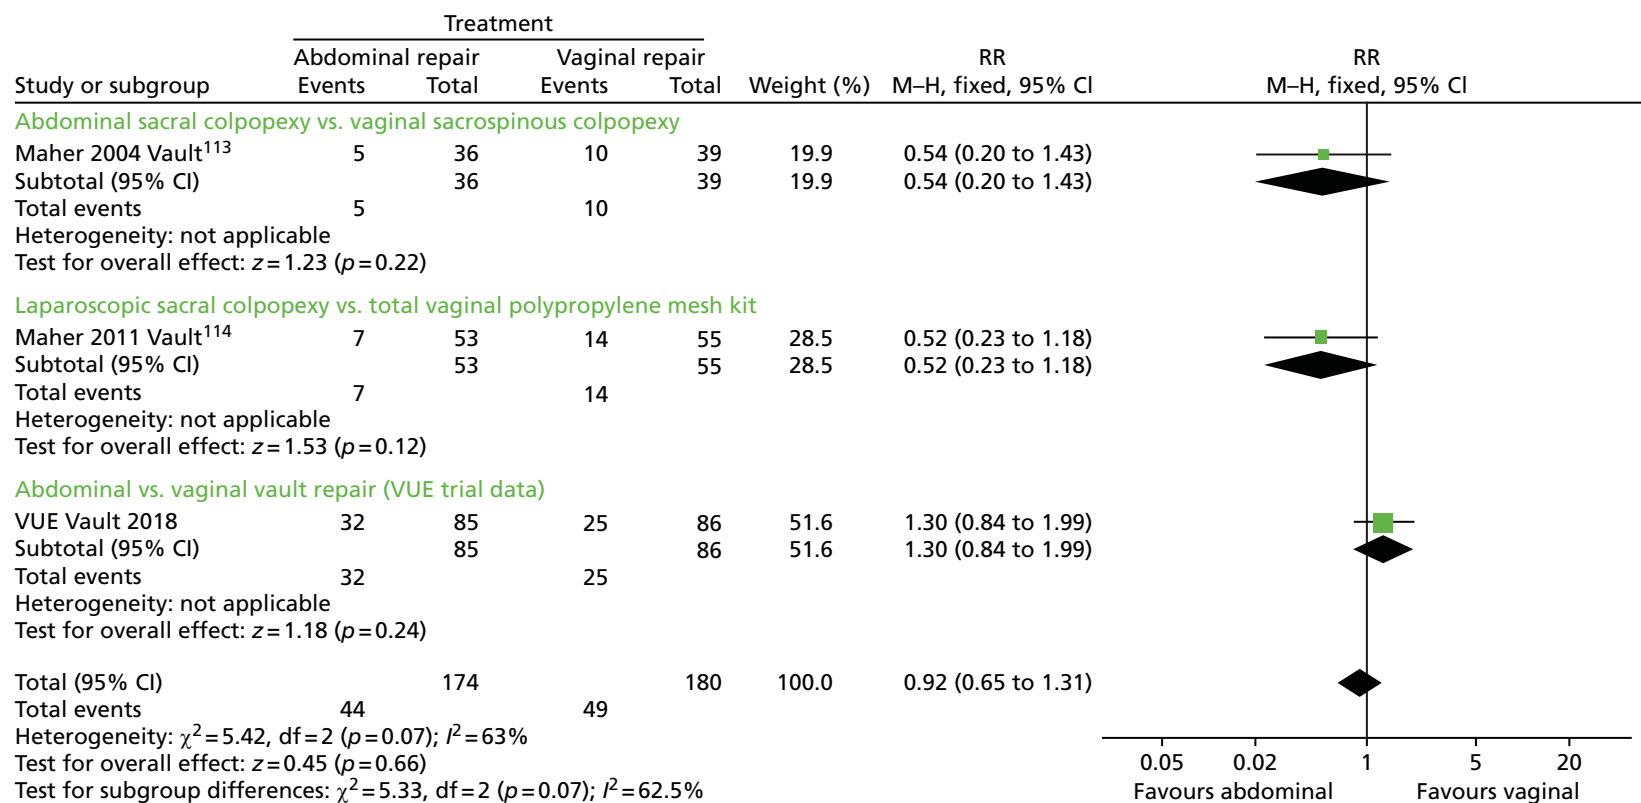 Treatment
Abdominal repair Vaginal repair RR RR
Study or subgroup Events Total Events Total Weight (%) M–H, fixed, 95% CI M–H, fixed, 95% CI
Abdominal sacral colpopexy vs. vaginal sacrospinous colpopexy
Maher 2004 Vault113 5 36 10 39 19.9 0.54 (0.20 to 1.43)
Subtotal (95% CI) 36 39 19.9 0.54 (0.20 to 1.43)
Total events 5 10
Heterogeneity: not applicable
Test for overall effect: z=1.23 (p=0.22)
Laparoscopic sacral colpopexy vs. total vaginal polypropylene mesh kit
Maher 2011 Vault114 7 53 14 55 28.5 0.52 (0.23 to 1.18)
Subtotal (95% CI) 53 55 28.5 0.52 (0.23 to 1.18)
Total events 7 14
Heterogeneity: not applicable
Test for overall effect: z=1.53 (p=0.12)
Abdominal vs. vaginal vault repair (VUE trial data)
VUE Vault 2018 32 85 25 86 51.6 1.30 (0.84 to 1.99)
Subtotal (95% CI) 85 86 51.6 1.30 (0.84 to 1.99)
Total events 32 25
Heterogeneity: not applicable
Test for overall effect: z=1.18 (p=0.24)
Total (95% CI) 174 180 100.0 0.92 (0.65 to 1.31)
Total events 44 49
Heterogeneity: χ2=5.42, df=2 (p=0.07); I2=63%
Test for overall effect: z=0.45 (p=0.66)
Test for subgroup differences: χ2=5.33, df=2 (p=0.07); I2=62.5%
0.05 0.02 1 5 20
Favours abdominal Favours vaginal